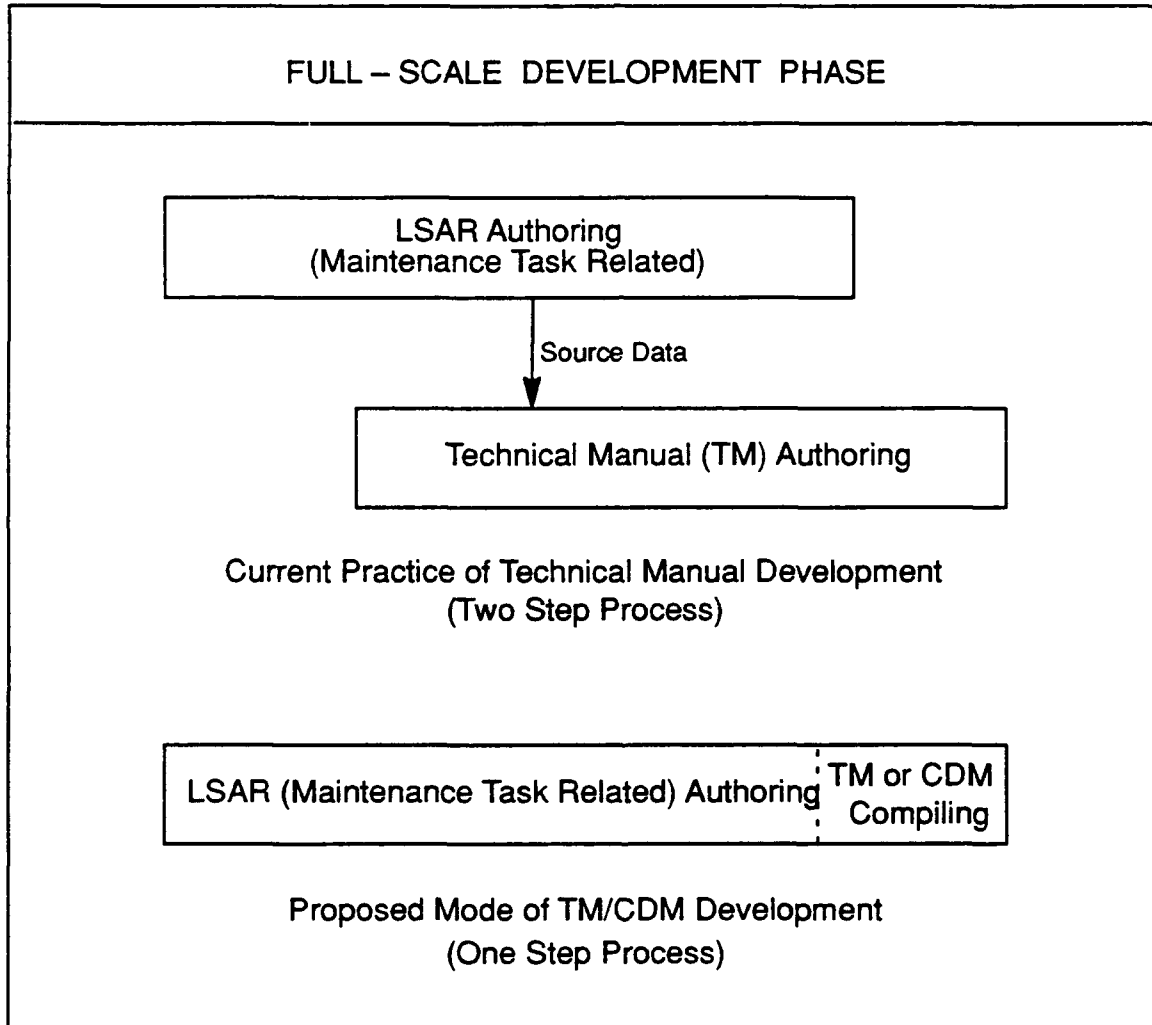 FULL – SCALE DEVELOPMENT PHASE
LSAR Authoring
(Maintenance Task Related)
Source Data
Technical Manual (TM) Authoring
Current Practice of Technical Manual Development
(Two Step Process)
LSAR (Maintenance Task Related) Authoring
TM or CDM
Compiling
Proposed Mode of TM/CDM Development
(One Step Process)